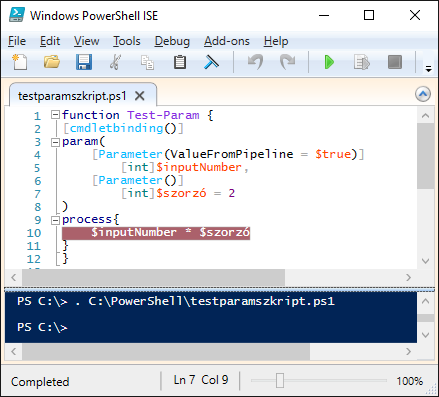 Windows PowerShell ISE
File Edit View Tools Debug Add-ons Help
testparamszkript.ps1
1 function Test-Param {
2 [cmdletbinding()]
3 param(
4 [Parameter(ValueFromPipeline = $true)]
5 [int]$inputNumber,
6 [Parameter()]
7 [int]$szorzó = 2
8 )
9 process{
10 $inputNumber * $szorzó
11 }
12 }
PS C:\> . C:\PowerShell\testparamszkript.ps1
PS C:\>
Completed Ln 7 Col 9 100%